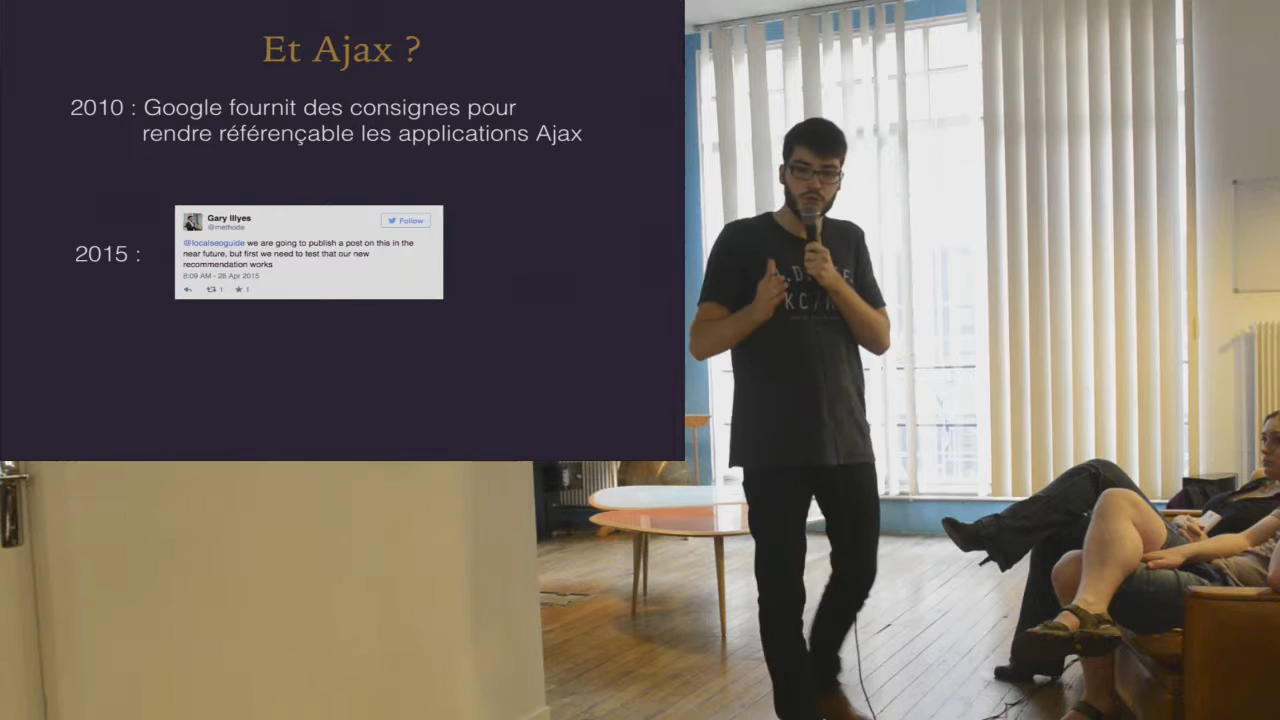 Et Ajax ?
2010 : Google fournit des consignes pour
rendre référençable les applications Ajax
2015 :
Gary Illyes
@methode
Follow
@localseoguide we are going to publish a post on this in the
near future, but first we need to test that our new
recommendation works
8:09 AM - 28 Apr 2015
1 1